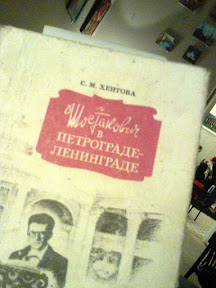 С. М. ХЕНТОВА
Шостакович
в
ПЕТРОГРАДЕ-
ЛЕНИНГРАДЕ